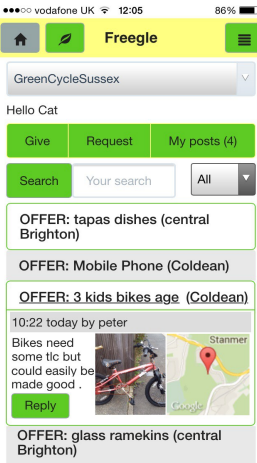 vodafone UK 12:05 86%
Freegle
GreenCycleSussex
Hello Cat
Give Request My posts (4)
Search Your search All
OFFER: tapas dishes (central
Brighton)
OFFER: Mobile Phone (Coldean)
OFFER: 3 kids bikes age (Coldean)
10:22 today by peter
Bikes need
some tlc but
could easily be
made good .
Stanmer
Google
Reply
OFFER: glass ramekins (central
Brighton)